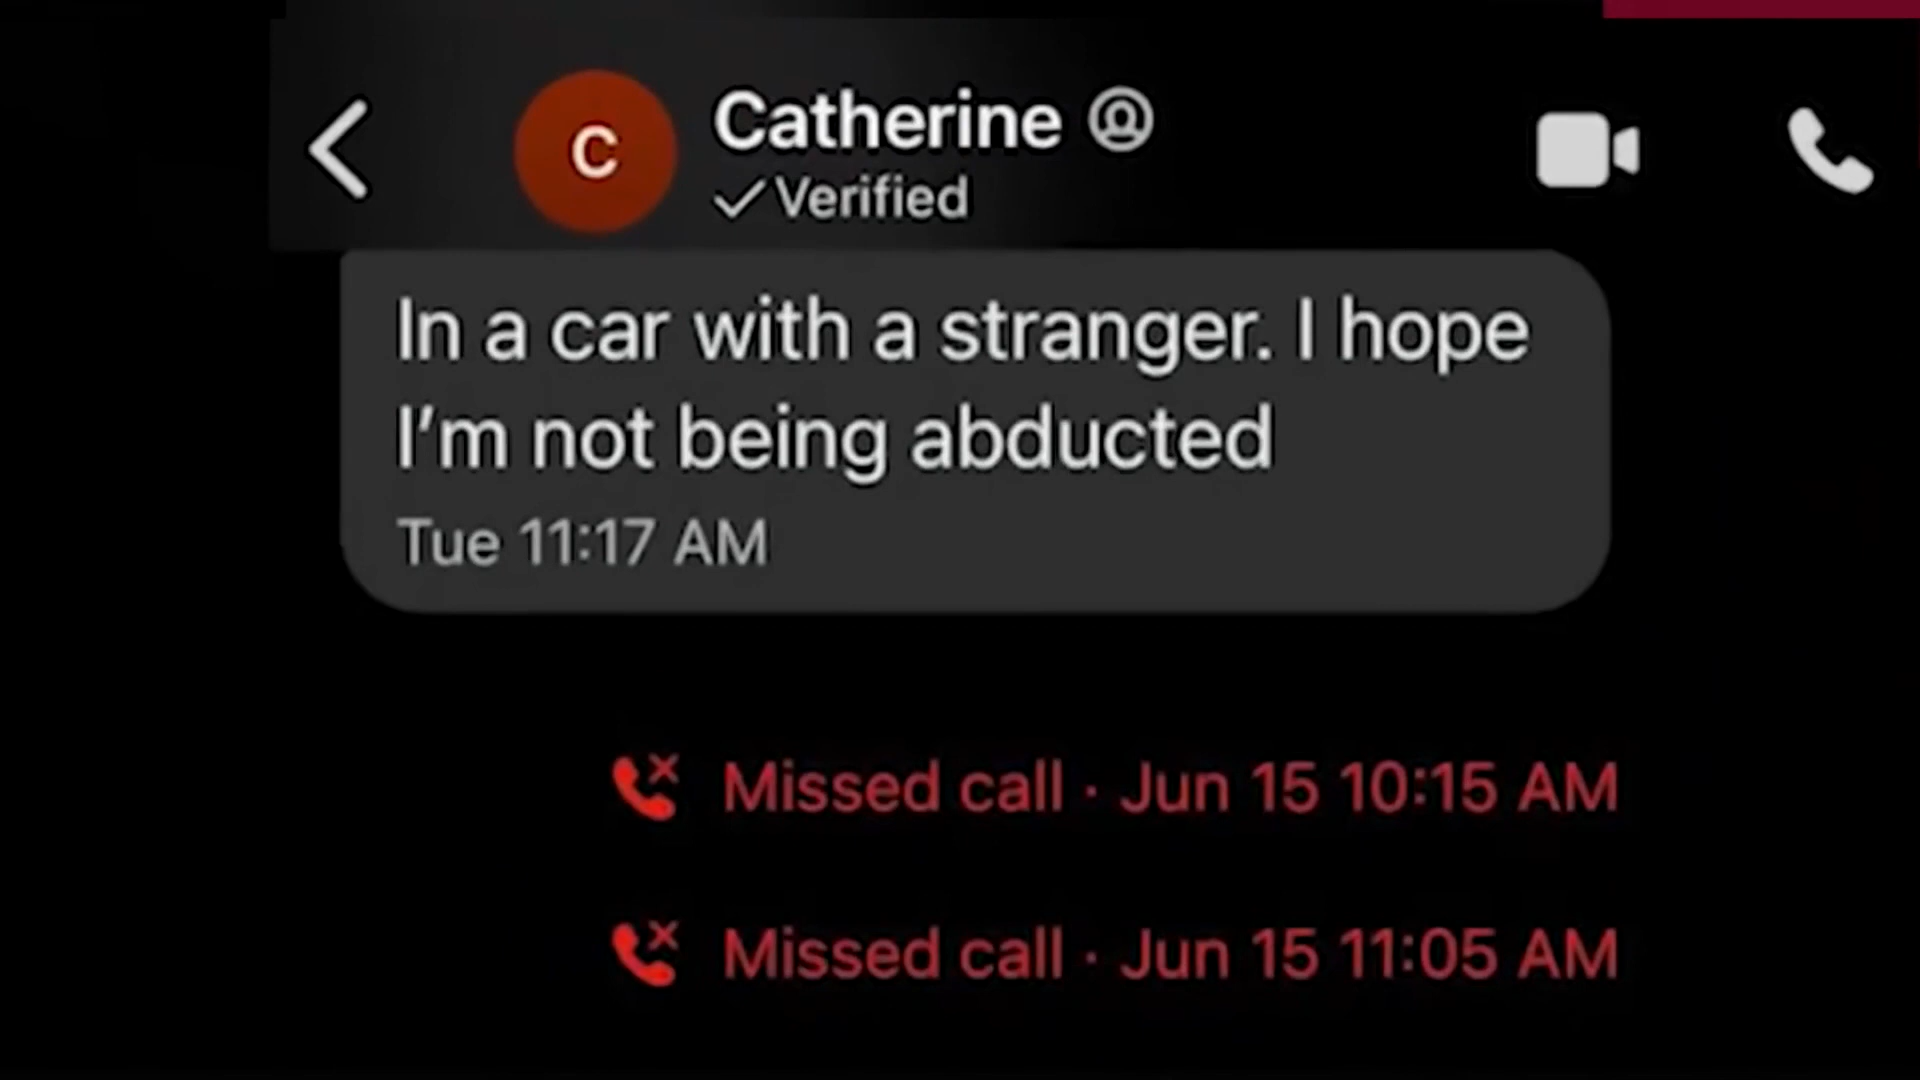 C
Catherine
✓ Verified
In a car with a stranger. I hope
I’m not being abducted
Tue 11:17 AM
Missed call · Jun 15 10:15 AM
Missed call · Jun 15 11:05 AM